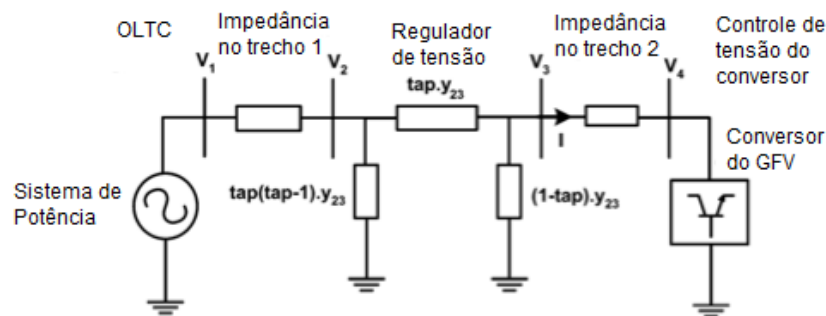 OLTC
Impedância
no trecho 1
Regulador
de tensão
Impedância
no trecho 2
Controle de
tensão do
conversor
V1
V2
tap.y23
V3
V4
I
Conversor
do GFV
Sistema de
Potência
tap(tap-1).y23
(1-tap).y23